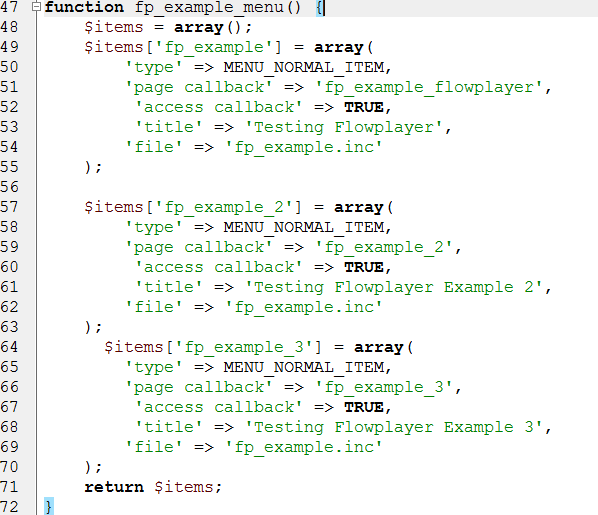 47 function fp_example_menu() {
48     $items = array();
49     $items['fp_example'] = array(
50         'type' => MENU_NORMAL_ITEM,
51         'page callback' => 'fp_example_flowplayer',
52          'access callback' => TRUE,
53          'title' => 'Testing Flowplayer',
54         'file' => 'fp_example.inc'
55     );
56
57     $items['fp_example_2'] = array(
58         'type' => MENU_NORMAL_ITEM,
59         'page callback' => 'fp_example_2',
60          'access callback' => TRUE,
61          'title' => 'Testing Flowplayer Example 2',
62         'file' => 'fp_example.inc'
63     );
64       $items['fp_example_3'] = array(
65         'type' => MENU_NORMAL_ITEM,
66         'page callback' => 'fp_example_3',
67          'access callback' => TRUE,
68          'title' => 'Testing Flowplayer Example 3',
69         'file' => 'fp_example.inc'
70     );
71     return $items;
72 }